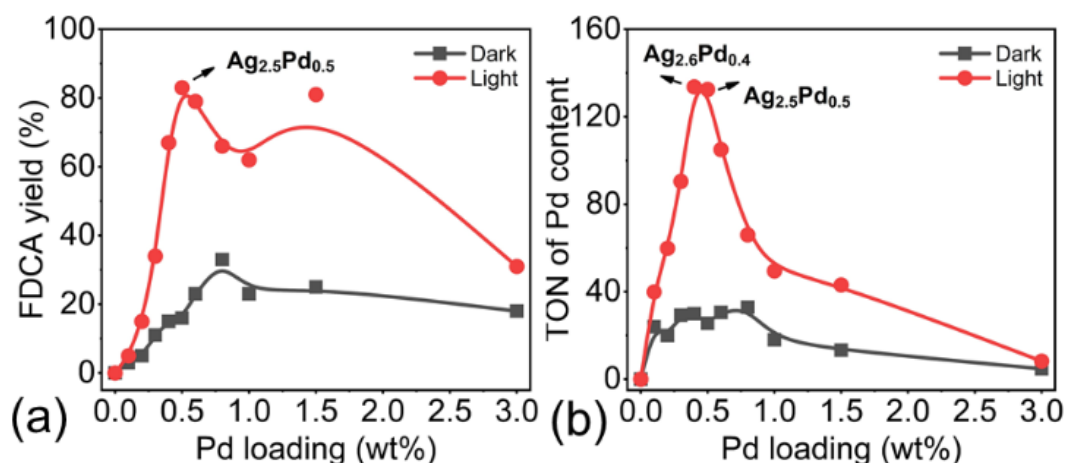 FDCA yield (%)
100
80
60
40
20
0
Ag2.5Pd0.5
Dark
Light
0.0 0.5 1.0 1.5 2.0 2.5 3.0
(a) Pd loading (wt%)
TON of Pd content
160
120
80
40
0
Ag2.6Pd0.4
Ag2.5Pd0.5
Dark
Light
0.0 0.5 1.0 1.5 2.0 2.5 3.0
(b) Pd loading (wt%)